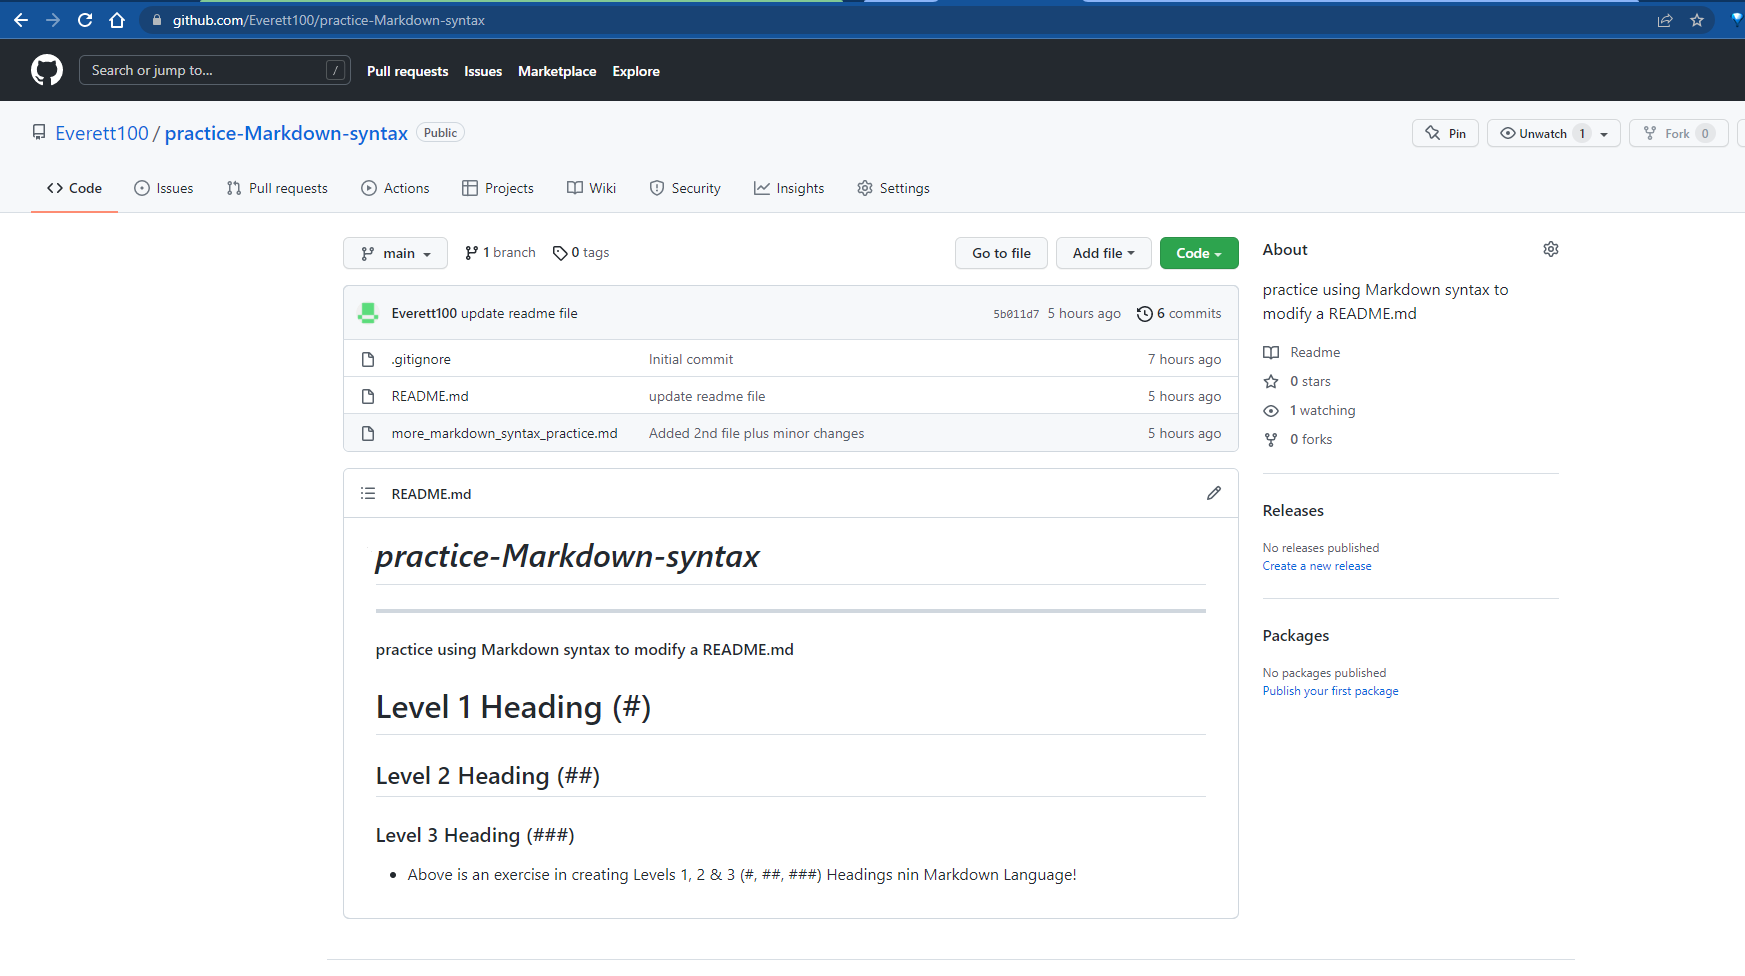 github.com/Everett100/practice-Markdown-syntax
Search or jump to... /
Pull requests Issues Marketplace Explore
Everett100 / practice-Markdown-syntax Public
Pin Unwatch 1 Fork 0
Code Issues Pull requests Actions Projects Wiki Security Insights Settings
main 1 branch 0 tags Go to file Add file Code
Everett100 update readme file 5b011d7 5 hours ago 6 commits
.gitignore Initial commit 7 hours ago
README.md update readme file 5 hours ago
more_markdown_syntax_practice.md Added 2nd file plus minor changes 5 hours ago
README.md
practice-Markdown-syntax
practice using Markdown syntax to modify a README.md
Level 1 Heading (#)
Level 2 Heading (##)
Level 3 Heading (###)
• Above is an exercise in creating Levels 1, 2 & 3 (#, ##, ###) Headings nin Markdown Language!
About
practice using Markdown syntax to
modify a README.md
Readme
0 stars
1 watching
0 forks
Releases
No releases published
Create a new release
Packages
No packages published
Publish your first package